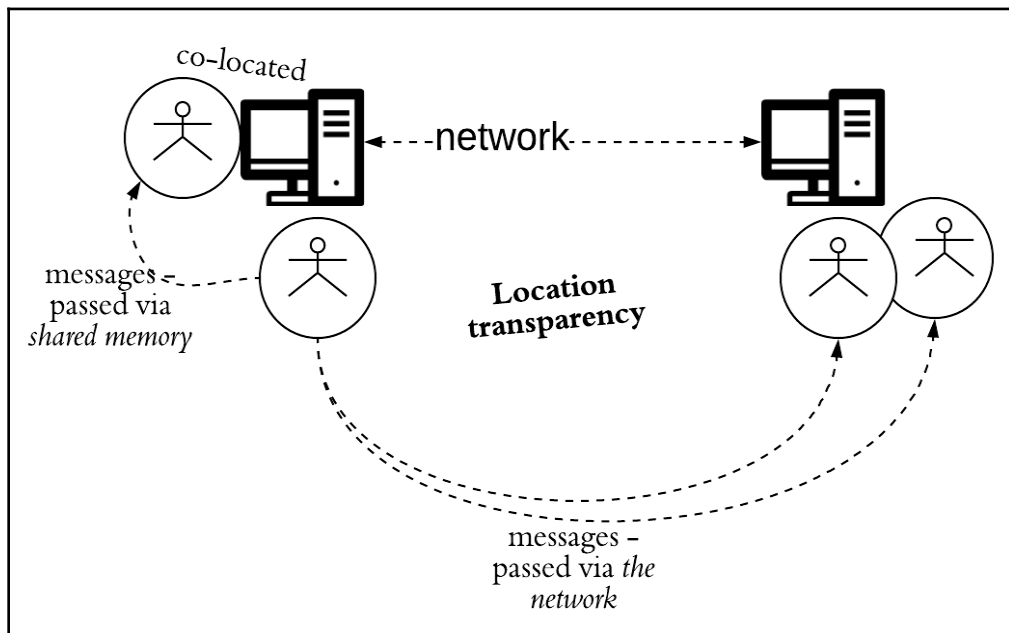 co-located
network
messages -
passed via
shared memory
Location
transparency
messages -
passed via the
network